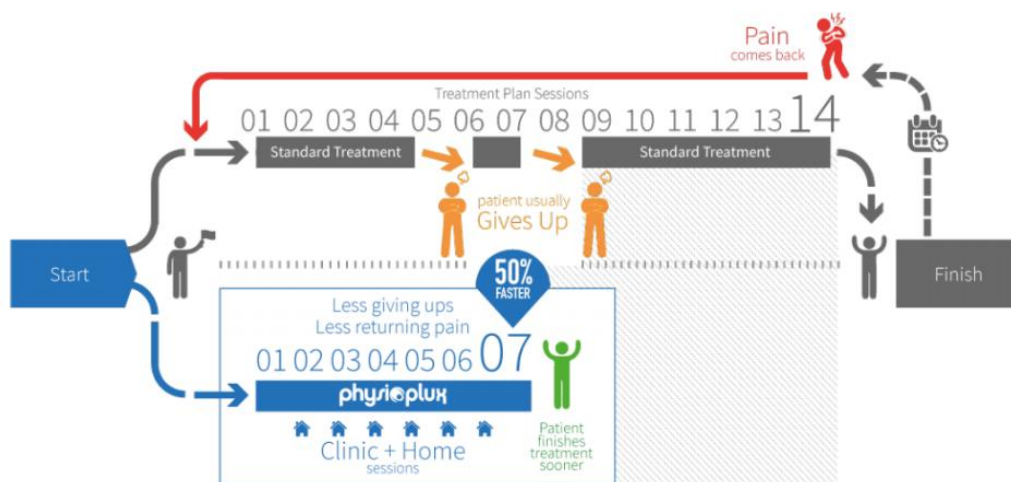 Pain
comes back
Treatment Plan Sessions
01 02 03 04 05 06 07 08 09 10 11 12 13 14
Standard Treatment
Standard Treatment
patient usually
Gives Up
Start
Finish
50%
FASTER
Less giving ups
Less returning pain
01 02 03 04 05 06 07
physioplux
Clinic + Home
sessions
Patient
finishes
treatment
sooner